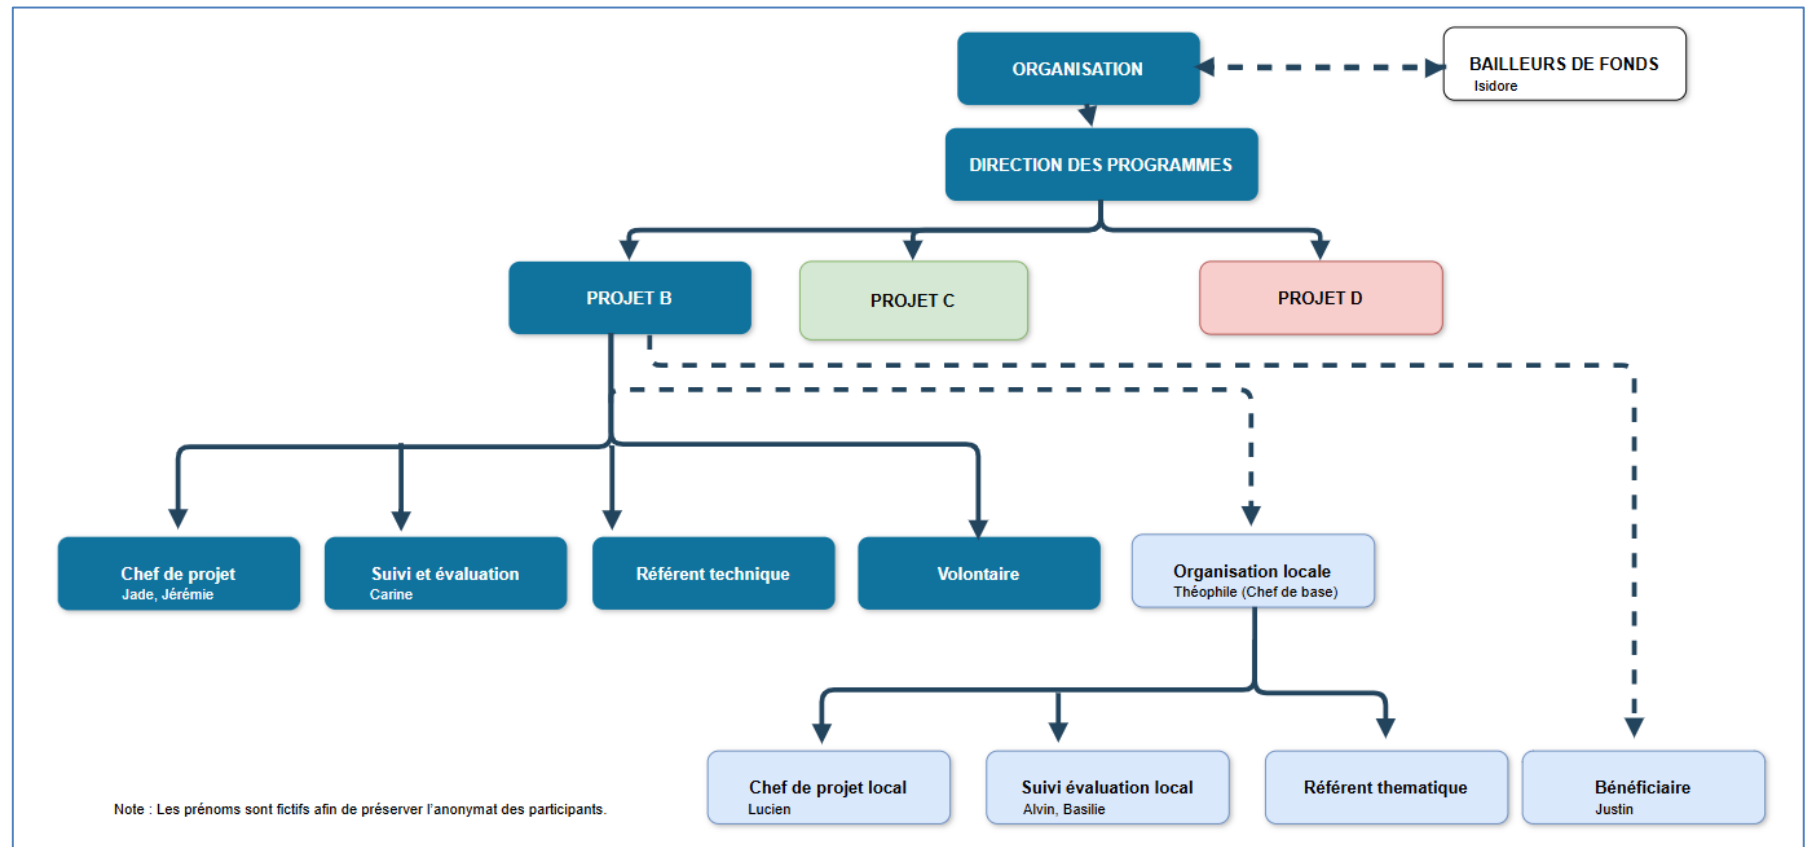 ORGANISATION
BAILLEURS DE FONDS
Isidore
DIRECTION DES PROGRAMMES
PROJET B
PROJET C
PROJET D
Chef de projet
Jade, Jérémie
Suivi et évaluation
Carine
Référent technique
Volontaire
Organisation locale
Théophile (Chef de base)
Chef de projet local
Lucien
Suivi évaluation local
Alvin, Basilie
Référent thematique
Bénéficiaire
Justin
Note : Les prénoms sont fictifs afin de préserver l’anonymat des participants.